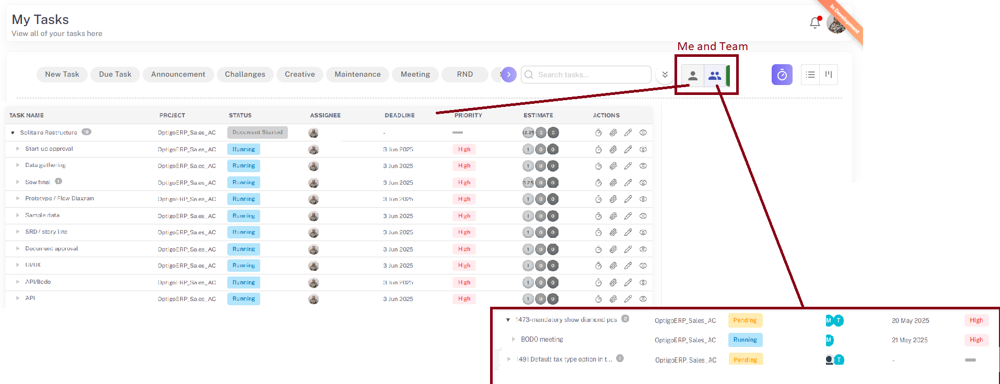 My Tasks
View all of your tasks here
In Development
Me and Team
New Task Due Task Announcement Challanges Creative Maintenance Meeting RND
Search tasks...
TASK NAME PROJECT STATUS ASSIGNEE DEADLINE PRIORITY ESTIMATE ACTIONS
Solitaire Restructure 10 OptigoERP_Sales_AC Document Started - 12.25 0 0
Start-up approval OptigoERP_Sales_AC Running 3 Jun 2025 High 1 0 0
Data gethering OptigoERP_Sales_AC Running 3 Jun 2025 High 1 0 0
Sow final 1 OptigoERP_Sales_AC Running 3 Jun 2025 High 3.25 0 0
Prototype / Flow Diagram OptigoERP_Sales_AC Running 3 Jun 2025 High 1 0 0
Sample data OptigoERP_Sales_AC Running 3 Jun 2025 High 1 0 0
SRD / story line OptigoERP_Sales_AC Running 3 Jun 2025 High 1 0 0
Document approval OptigoERP_Sales_AC Running 3 Jun 2025 High 1 0 0
UI/UX OptigoERP_Sales_AC Running 3 Jun 2025 High 1 0 0
API/Bodo OptigoERP_Sales_AC Running 3 Jun 2025 High 1 0 0
API OptigoERP_Sales_AC Running 3 Jun 2025 High 1 0 0
1473-mandatory show diamond pcs 2 OptigoERP_Sales_AC Pending M T 20 May 2025 High
BODO meeting OptigoERP_Sales_AC Running M 21 May 2025 High
1491 Default tax type option in t... 1 OptigoERP_Sales_AC Pending T -